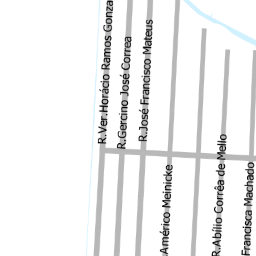 R.Ver.Horácio Ramos Gonza
R.Gercino José Correa
R.José Francisco Mateus
Américo Meinicke
R.Abílio Corrêa de Mello
Francisca Machado